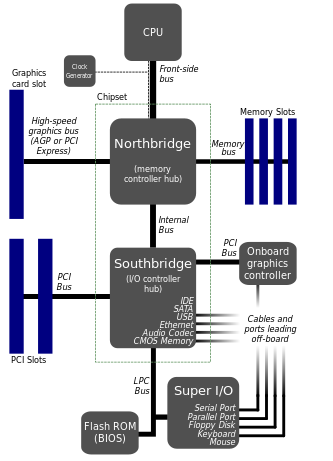 CPU
Clock
Generator
Front-side
bus
Graphics
card slot
Chipset
High-speed
graphics bus
(AGP or PCI
Express)
Northbridge
(memory
controller hub)
Memory
bus
Memory Slots
Internal
Bus
PCI
Bus
Southbridge
(I/O controller
hub)
IDE
SATA
USB
Ethernet
Audio Codec
CMOS Memory
PCI
Bus
Onboard
graphics
controller
Cables and
ports leading
off-board
PCI Slots
LPC
Bus
Super I/O
Serial Port
Parallel Port
Floppy Disk
Keyboard
Mouse
Flash ROM
(BIOS)